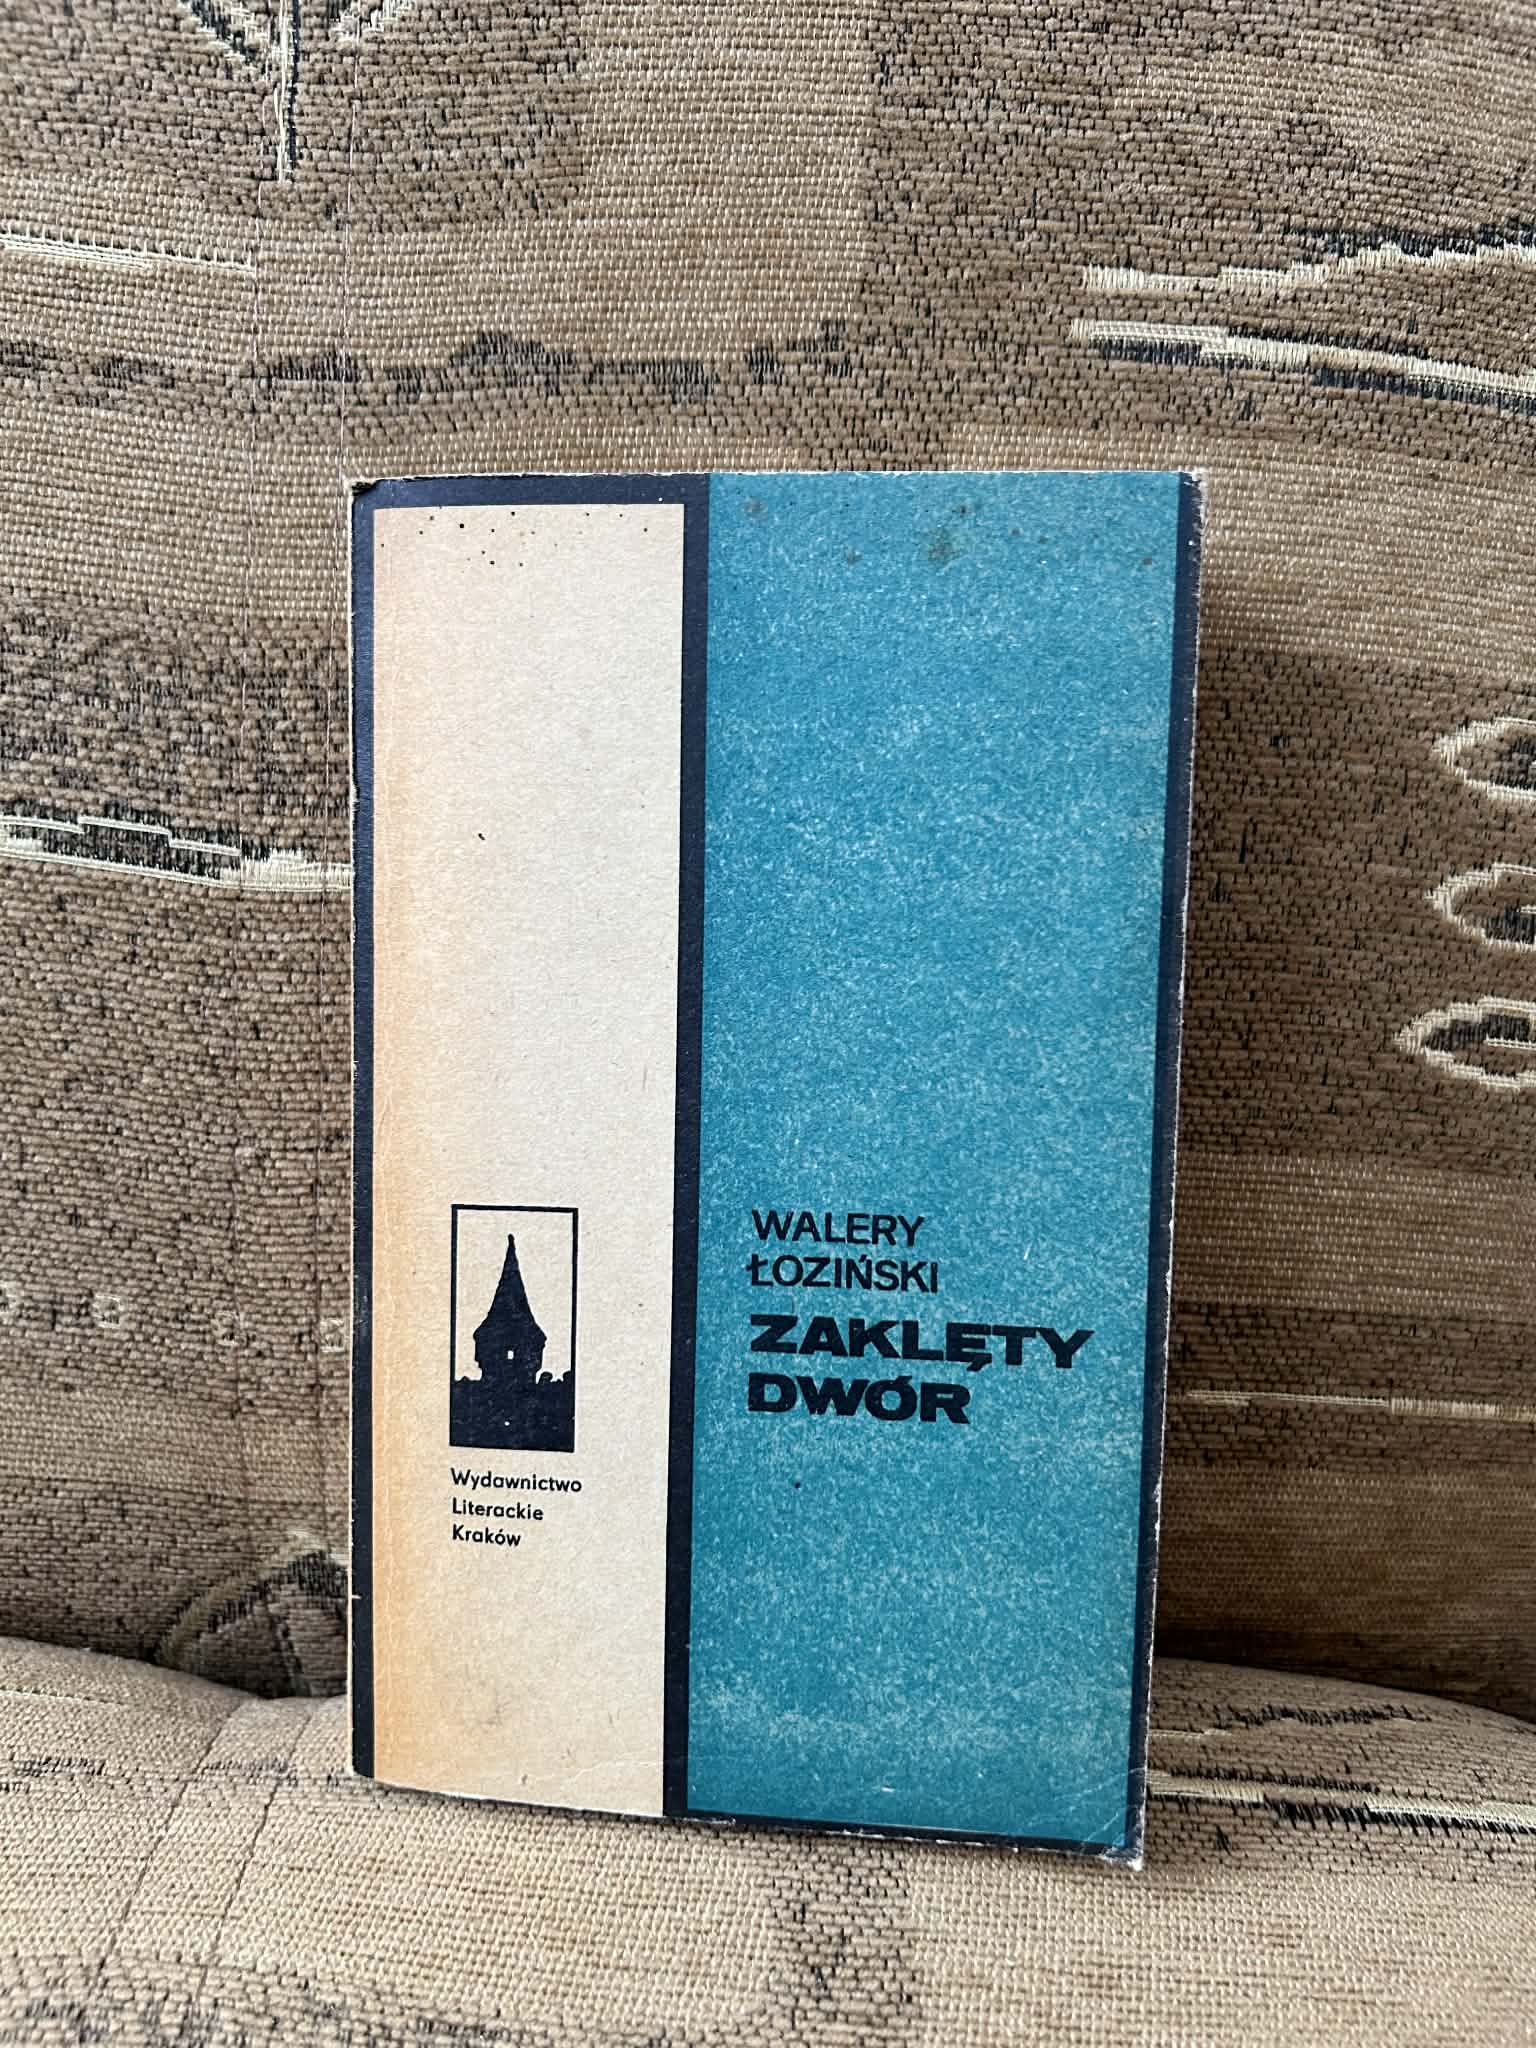 WALERY
ŁOZIŃSKI
ZAKLĘTY
DWÓR
Wydawnictwo
Literackie
Kraków